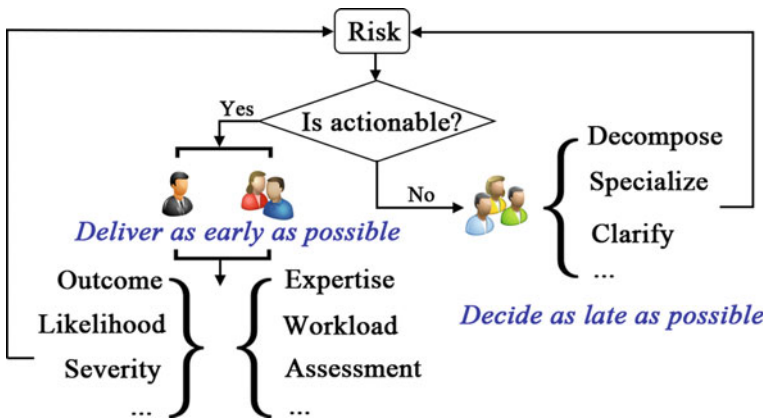 Risk
Is actionable?
Yes
No
Deliver as early as possible
Outcome
Likelihood
Severity
...
Expertise
Workload
Assessment
...
Decompose
Specialize
Clarify
...
Decide as late as possible